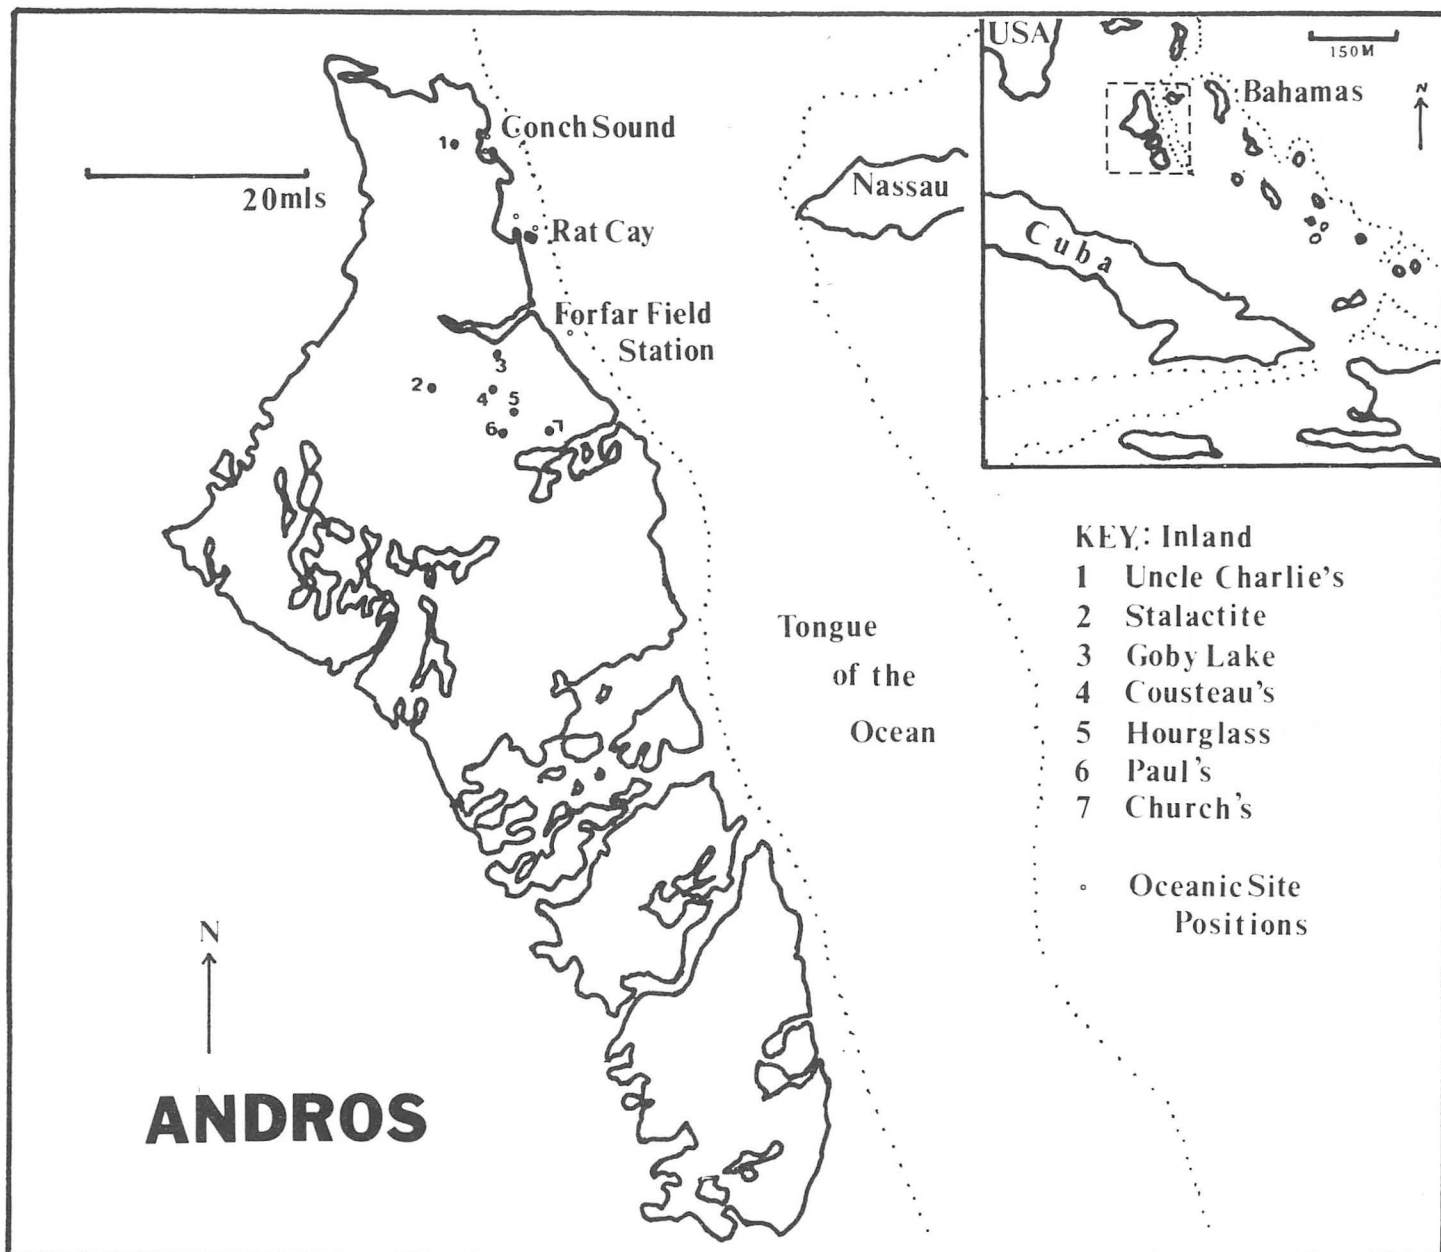 USA
150M
Bahamas
N
Cuba
Conch Sound
1
20mls
Nassau
Rat Cay
Forfar Field
Station
3
2
4
5
6
7
Tongue
of the
Ocean
KEY: Inland
1 Uncle Charlie's
2 Stalactite
3 Goby Lake
4 Cousteau's
5 Hourglass
6 Paul's
7 Church's
Oceanic Site
Positions
N
ANDROS